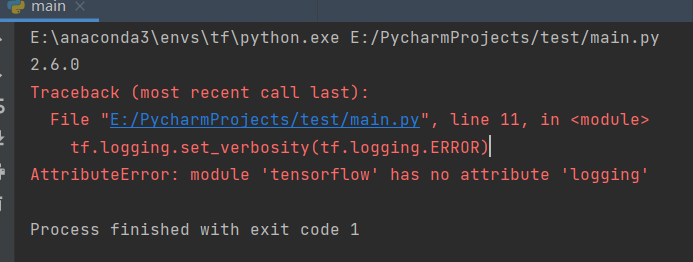 main
E:\anaconda3\envs\tf\python.exe E:/PycharmProjects/test/main.py
2.6.0
Traceback (most recent call last):
File "E:/PycharmProjects/test/main.py", line 11, in <module>
tf.logging.set_verbosity(tf.logging.ERROR)
AttributeError: module 'tensorflow' has no attribute 'logging'
Process finished with exit code 1